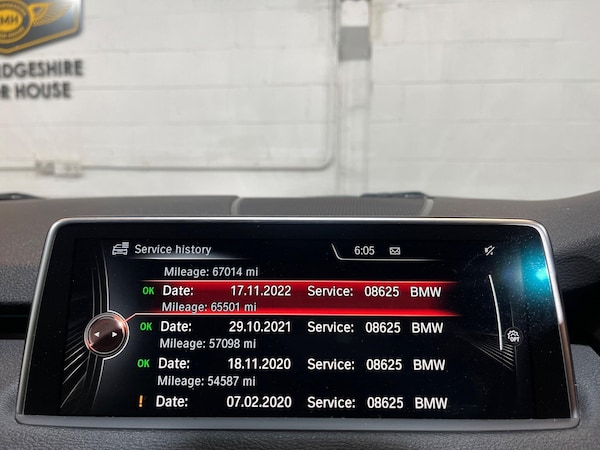 MH
DGESHIRE
R HOUSE
Service history 6:05
Mileage: 67014 mi
OK Date: 17.11.2022 Service: 08625 BMW
Mileage: 65501 mi
OK Date: 29.10.2021 Service: 08625 BMW
Mileage: 57098 mi
OK Date: 18.11.2020 Service: 08625 BMW
Mileage: 54587 mi
! Date: 07.02.2020 Service: 08625 BMW